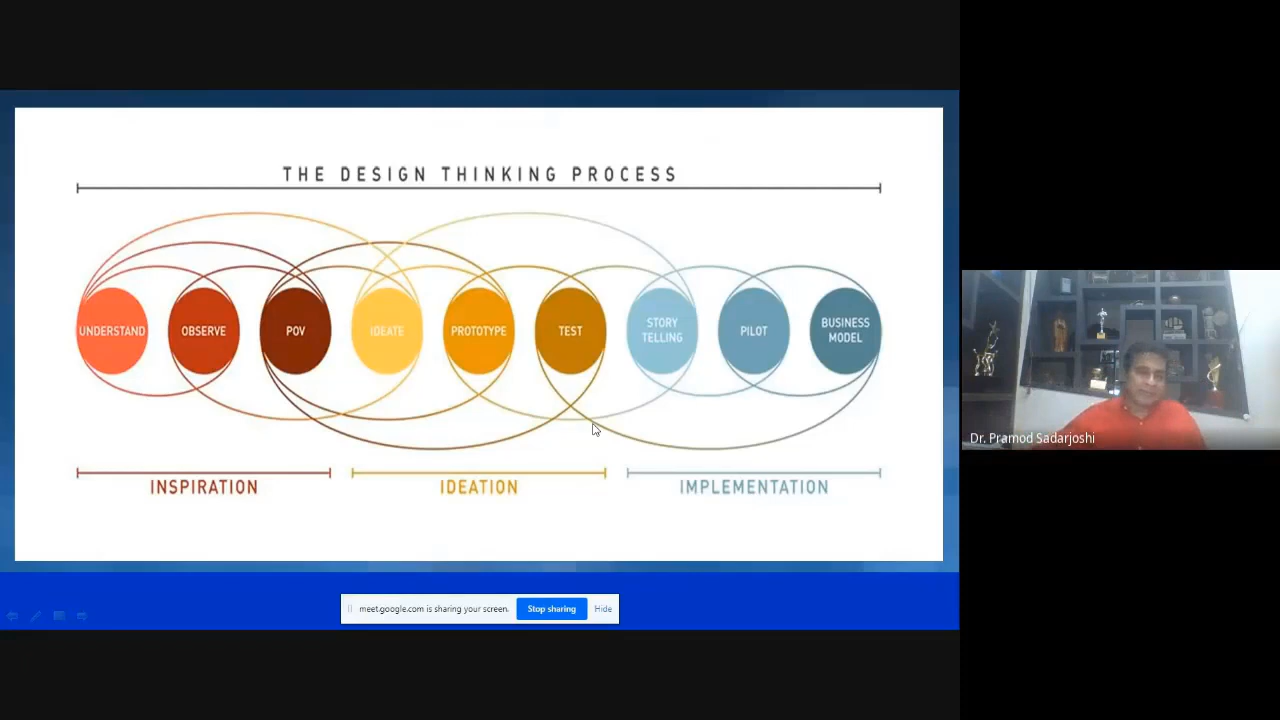 THE DESIGN THINKING PROCESS
UNDERSTAND
OBSERVE
POV
IDEATE
PROTOTYPE
TEST
STORY
TELLING
PILOT
BUSINESS
MODEL
INSPIRATION
IDEATION
IMPLEMENTATION
meet.google.com is sharing your screen.
Stop sharing
Hide
Dr. Pramod Sadarjoshi